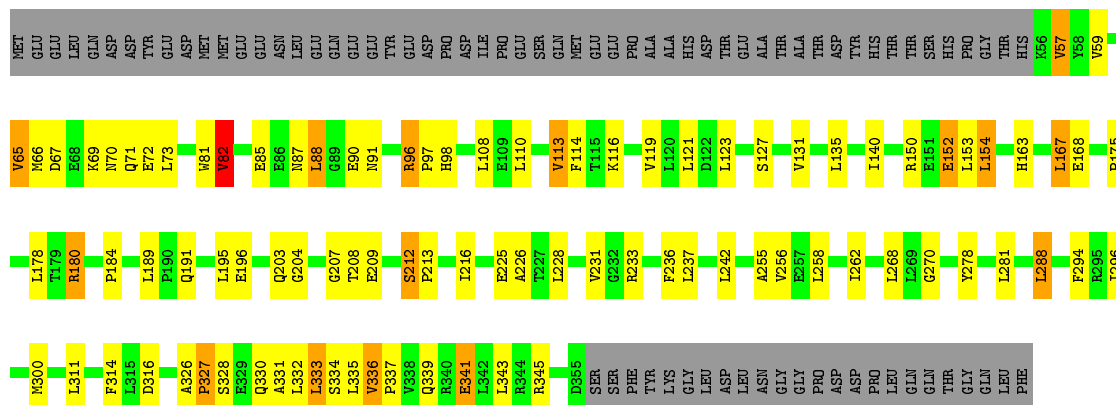 MET GLU GLU LEU GLN ASP ASP TYR GLU ASP MET MET GLU GLU ASN LEU GLU GLN GLU GLU TYR GLU ASP PRO ASP ILE PRO GLU SER GLN MET GLU GLU PRO ALA ALA HIS ASP THR GLU ALA THR ALA THR ASP TYR HIS THR THR SER HIS PRO GLY THR HIS K56 V57 Y58 V59
V65 M66 D67 E68 K69 N70 Q71 E72 L73 W81 V82 E85 E86 N87 L88 G89 E90 N91 R96 P97 H98 L108 E109 L110 V113 F114 T115 K116 V119 L120 L121 D122 L123 S127 V131 L135 I140 R150 E151 E152 L153 L154 H163 L167 E168
L178 T179 R180 P184 L189 P190 Q191 L195 E196 Q203 G204 G207 T208 E209 S212 P213 I216 E225 A226 T227 L228 V231 G232 R233 F236 L237 L242 A255 V256 E257 L258 I262 L268 L269 G270 Y278 L281 L288 F294 R295
M300 L311 F314 L315 D316 A326 P327 S328 E329 Q330 A331 L332 L333 S334 L335 V336 P337 V338 Q339 R340 E341 L342 L343 R344 R345 D355 SER SER PHE TYR LYS GLY LEU ASP LEU ASN GLY GLY PRO ASP ASP PRO LEU GLN GLN THR GLY GLN LEU PHE